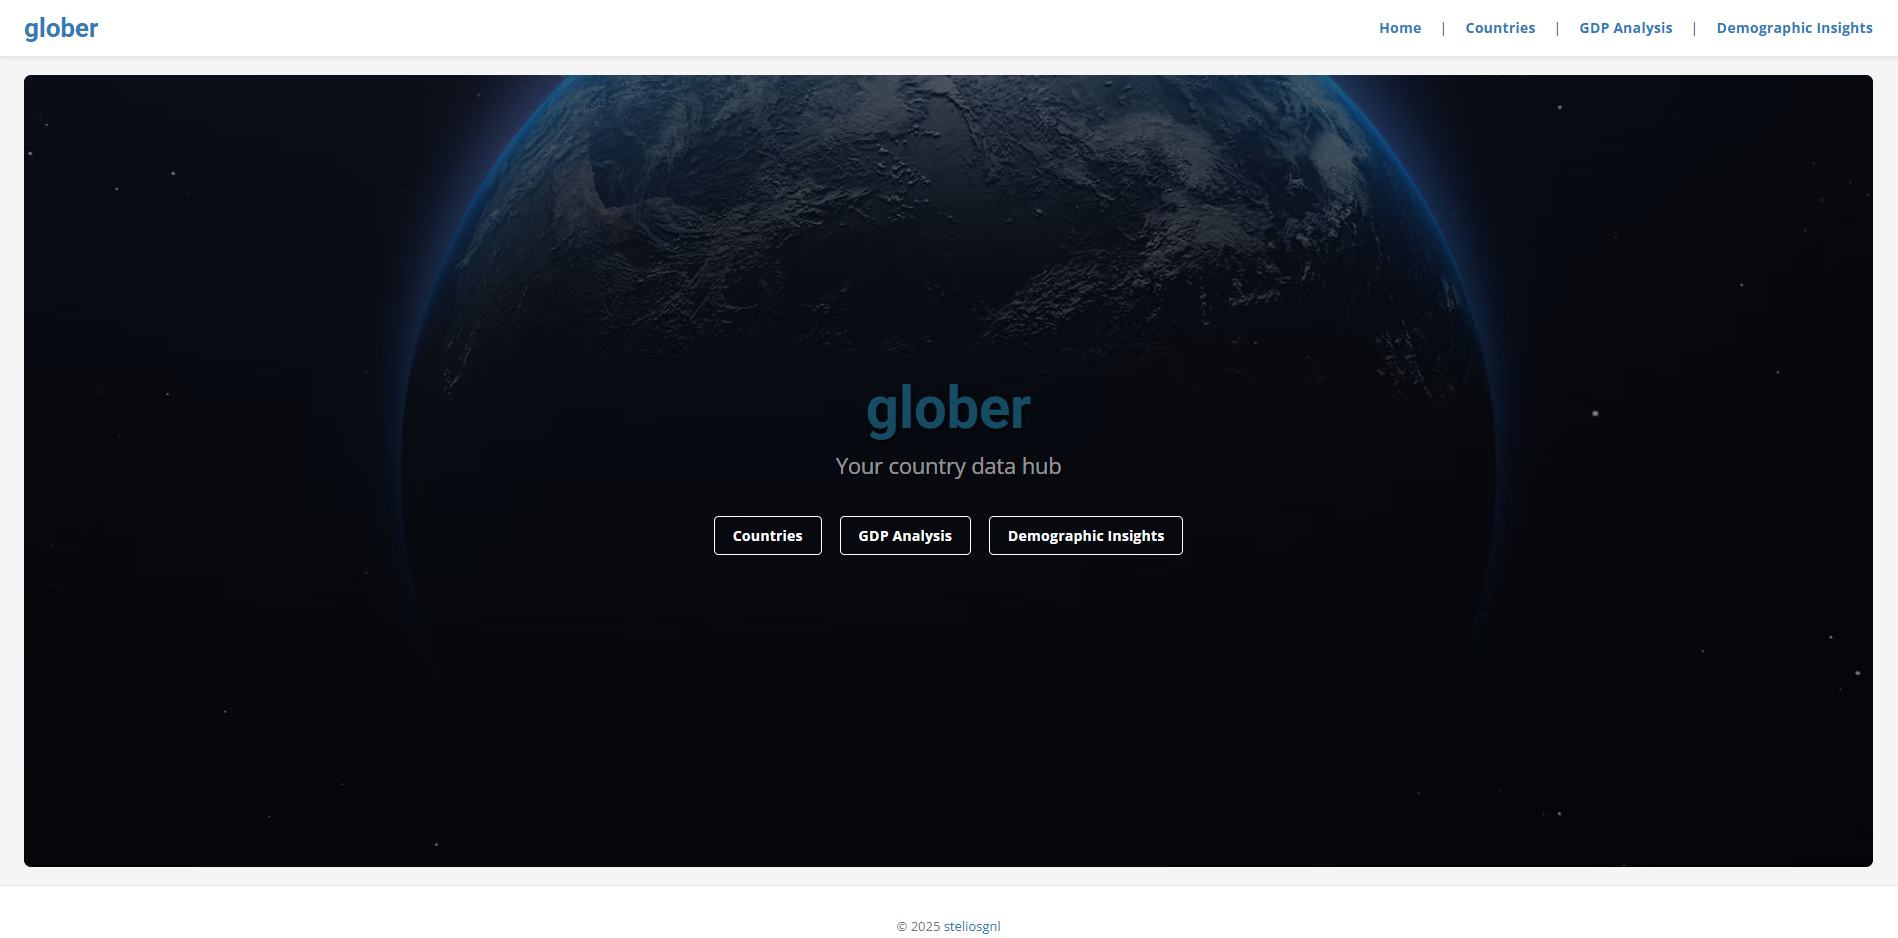 glober
Home | Countries | GDP Analysis | Demographic Insights
glober
Your country data hub
Countries GDP Analysis Demographic Insights
© 2025 steliosgnl